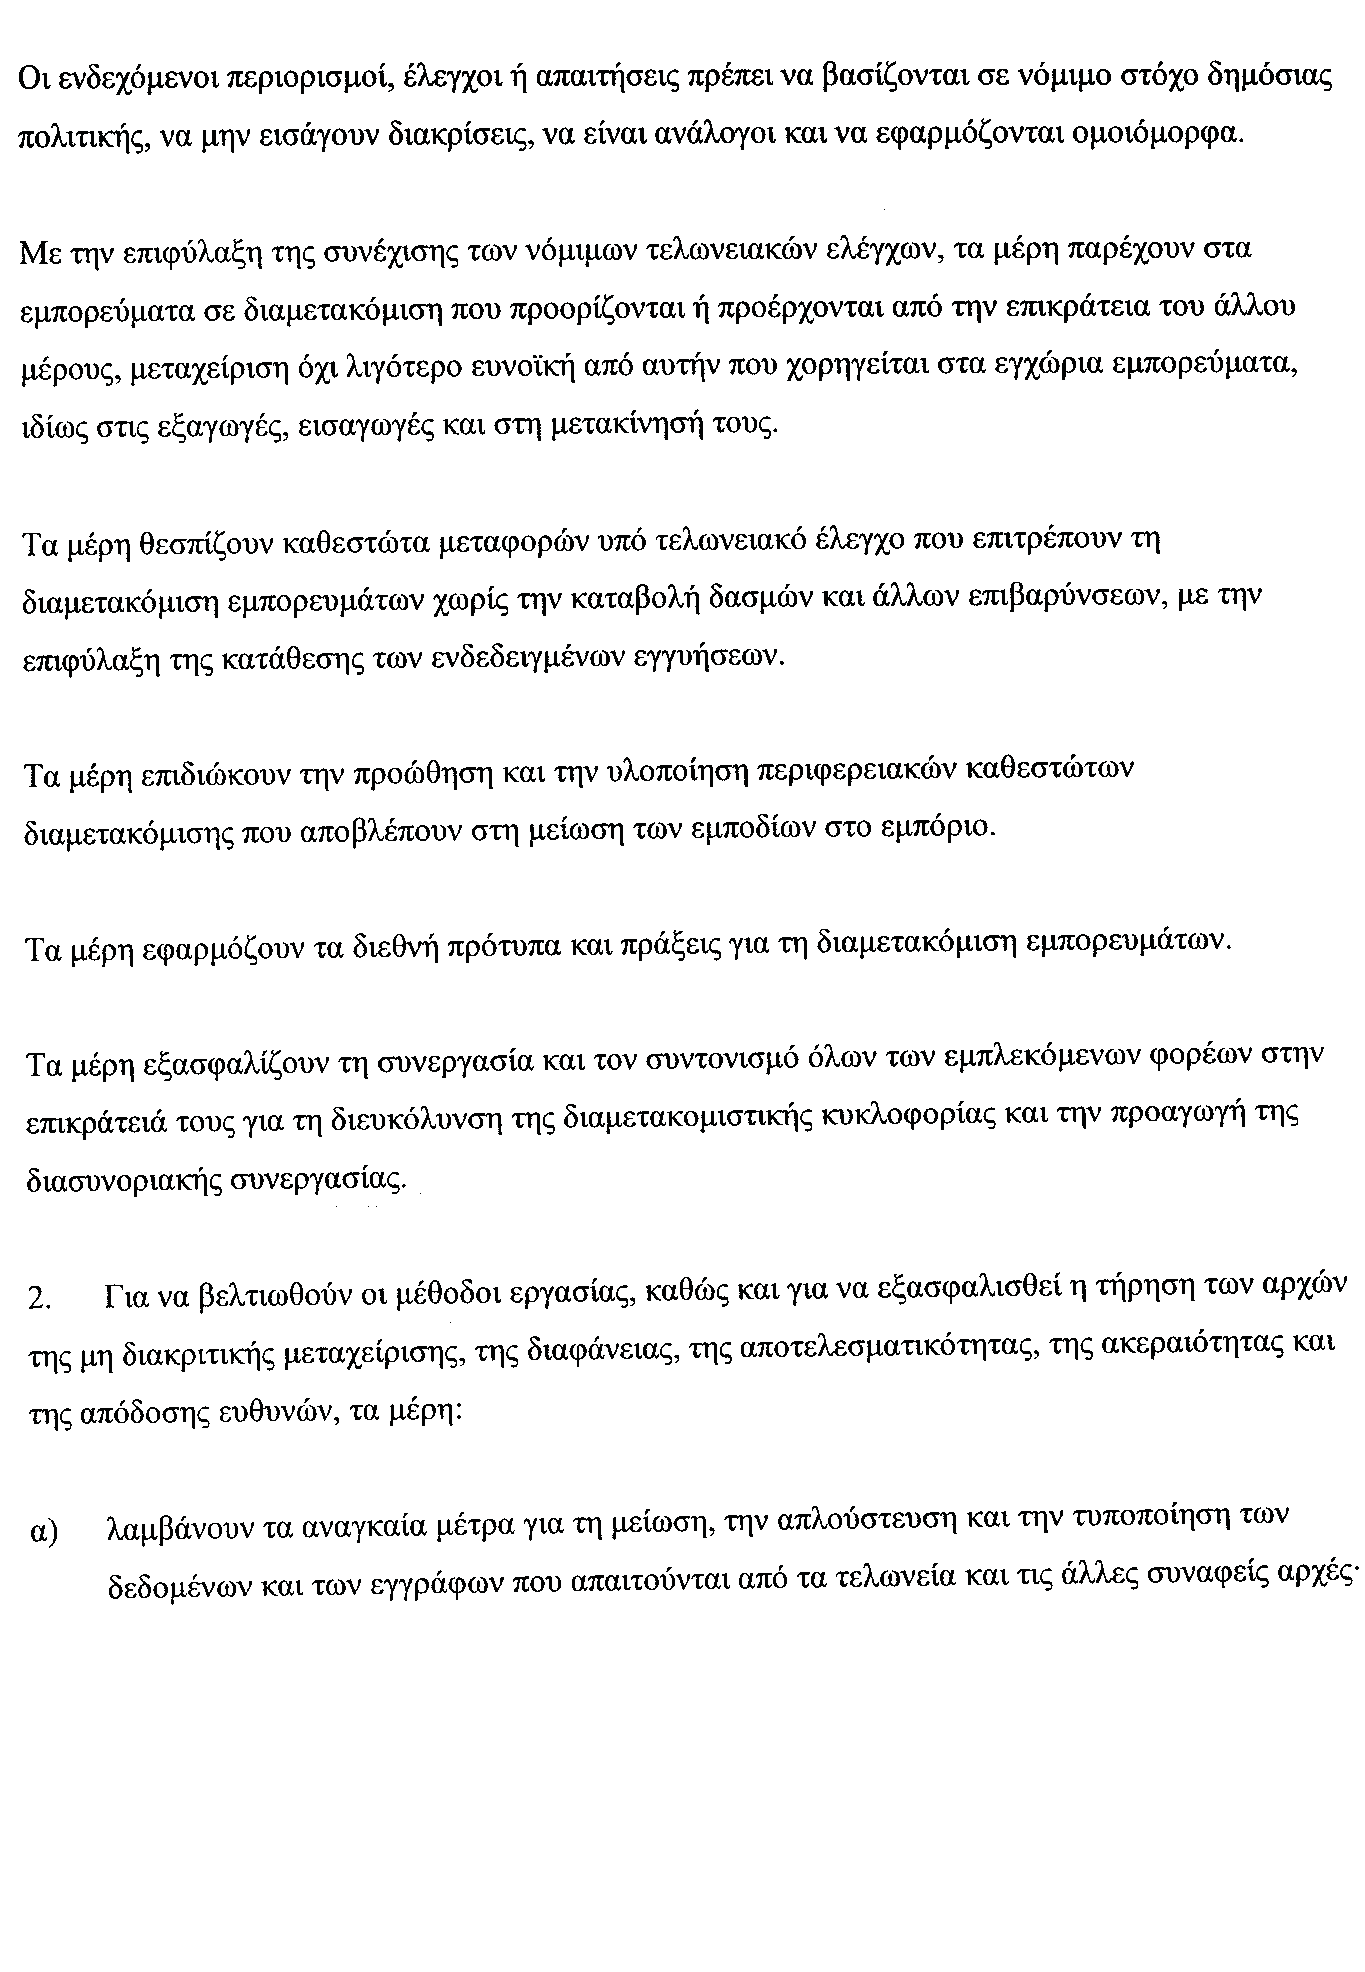 Οι ενδεχόμενοι περιορισμοί, έλεγχοι ή απαιτήσεις πρέπει να βασίζονται σε νόμιμο στόχο δημόσιας
πολιτικής, να μην εισάγουν διακρίσεις, να είναι ανάλογοι και να εφαρμόζονται ομοιόμορφα.
Με την επιφύλαξη της συνέχισης των νόμιμων τελωνειακών ελέγχων, τα μέρη παρέχουν στα
εμπορεύματα σε διαμετακόμιση που προορίζονται ή προέρχονται από την επικράτεια του άλλου
μέρους, μεταχείριση όχι λιγότερο ευνοϊκή από αυτήν που χορηγείται στα εγχώρια εμπορεύματα,
ιδίως στις εξαγωγές, εισαγωγές και στη μετακίνησή τους.
Τα μέρη θεσπίζουν καθεστώτα μεταφορών υπό τελωνειακό έλεγχο που επιτρέπουν τη
διαμετακόμιση εμπορευμάτων χωρίς την καταβολή δασμών και άλλων επιβαρύνσεων, με την
επιφύλαξη της κατάθεσης των ενδεδειγμένων εγγυήσεων.
Τα μέρη επιδιώκουν την προώθηση και την υλοποίηση περιφερειακών καθεστώτων
διαμετακόμισης που αποβλέπουν στη μείωση των εμποδίων στο εμπόριο.
Τα μέρη εφαρμόζουν τα διεθνή πρότυπα και πράξεις για τη διαμετακόμιση εμπορευμάτων.
Τα μέρη εξασφαλίζουν τη συνεργασία και τον συντονισμό όλων των εμπλεκόμενων φορέων στην
επικράτειά τους για τη διευκόλυνση της διαμετακομιστικής κυκλοφορίας και την προαγωγή της
διασυνοριακής συνεργασίας.
2. Για να βελτιωθούν οι μέθοδοι εργασίας, καθώς και για να εξασφαλισθεί η τήρηση των αρχών
της μη διακριτικής μεταχείρισης, της διαφάνειας, της αποτελεσματικότητας, της ακεραιότητας και
της απόδοσης ευθυνών, τα μέρη:
α) λαμβάνουν τα αναγκαία μέτρα για τη μείωση, την απλούστευση και την τυποποίηση των
δεδομένων και των εγγράφων που απαιτούνται από τα τελωνεία και τις άλλες συναφείς αρχές·